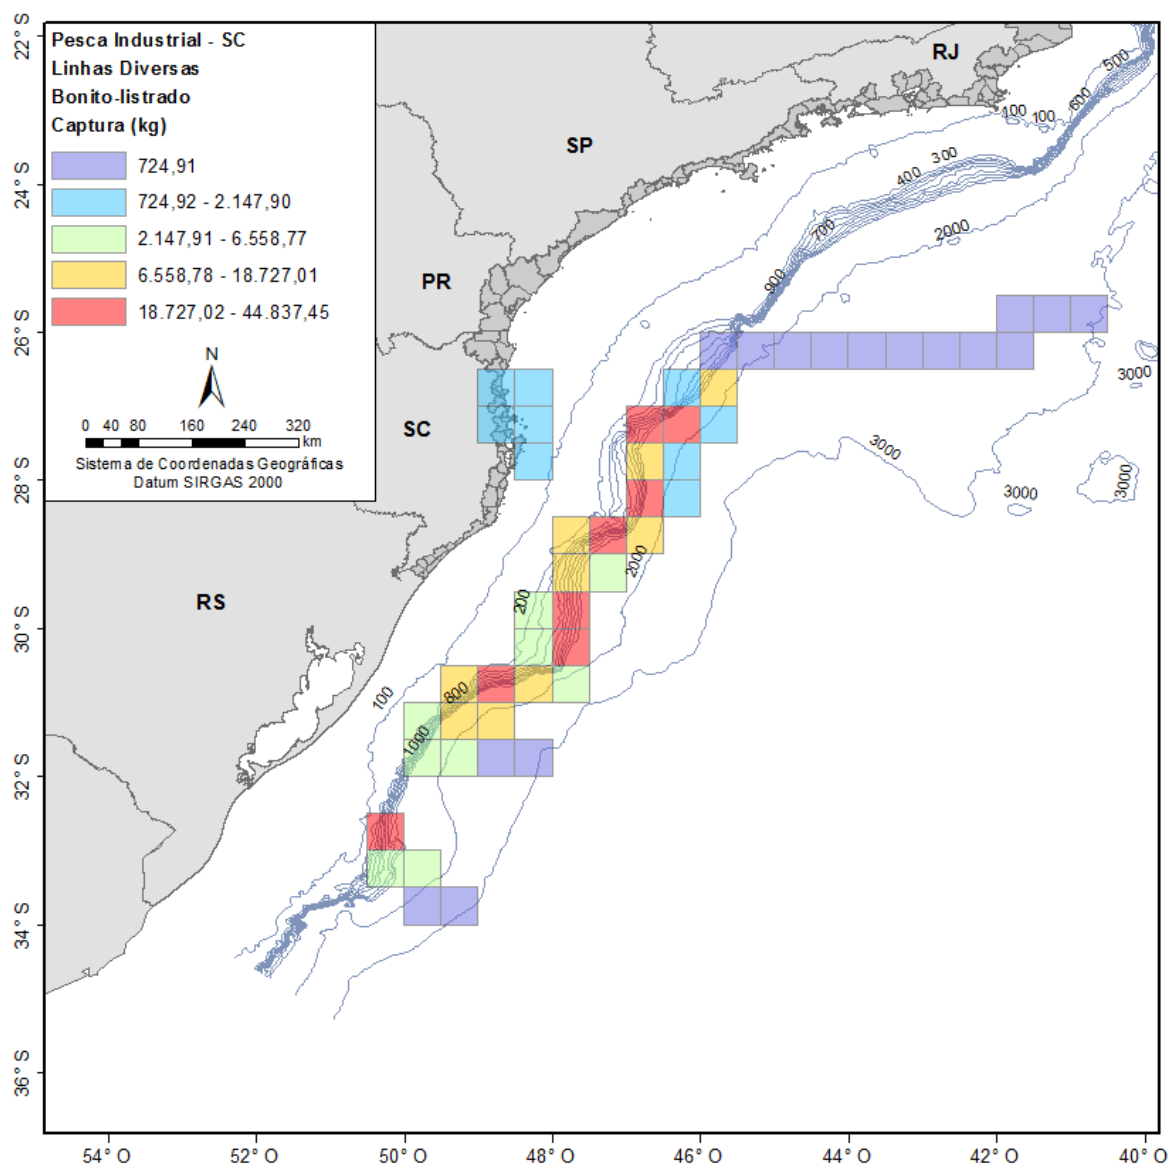 Pesca Industrial - SC
Linhas Diversas
Bonito-listrado
Captura (kg)
724,91
724,92 - 2.147,90
2.147,91 - 6.558,77
6.558,78 - 18.727,01
18.727,02 - 44.837,45
N
0 40 80 160 240 320
km
Sistema de Coordenadas Geográficas
Datum SIRGAS 2000
RJ
SP
PR
SC
RS
500
600
100
100
300
400
700
2000
900
3000
3000
3000
3000
2000
200
800
100
1000
22° S
24° S
26° S
28° S
30° S
32° S
34° S
36° S
54° O
52° O
50° O
48° O
46° O
44° O
42° O
40° O